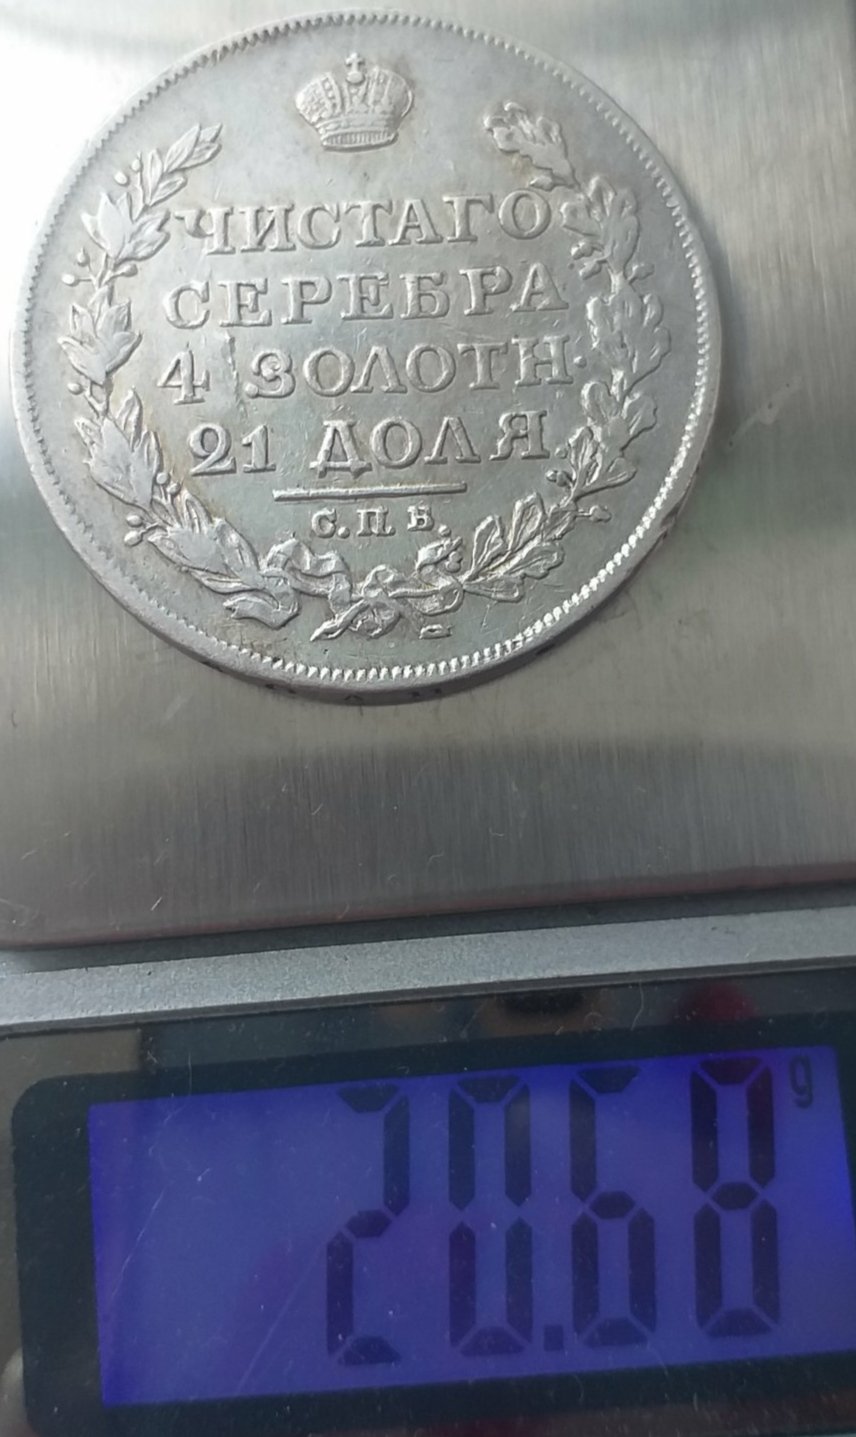 ЧИСТАГО
СЕРЕБРА
4 ЗОЛОТН.
21 ДОЛЯ.
С.П.Б.
20.68 g